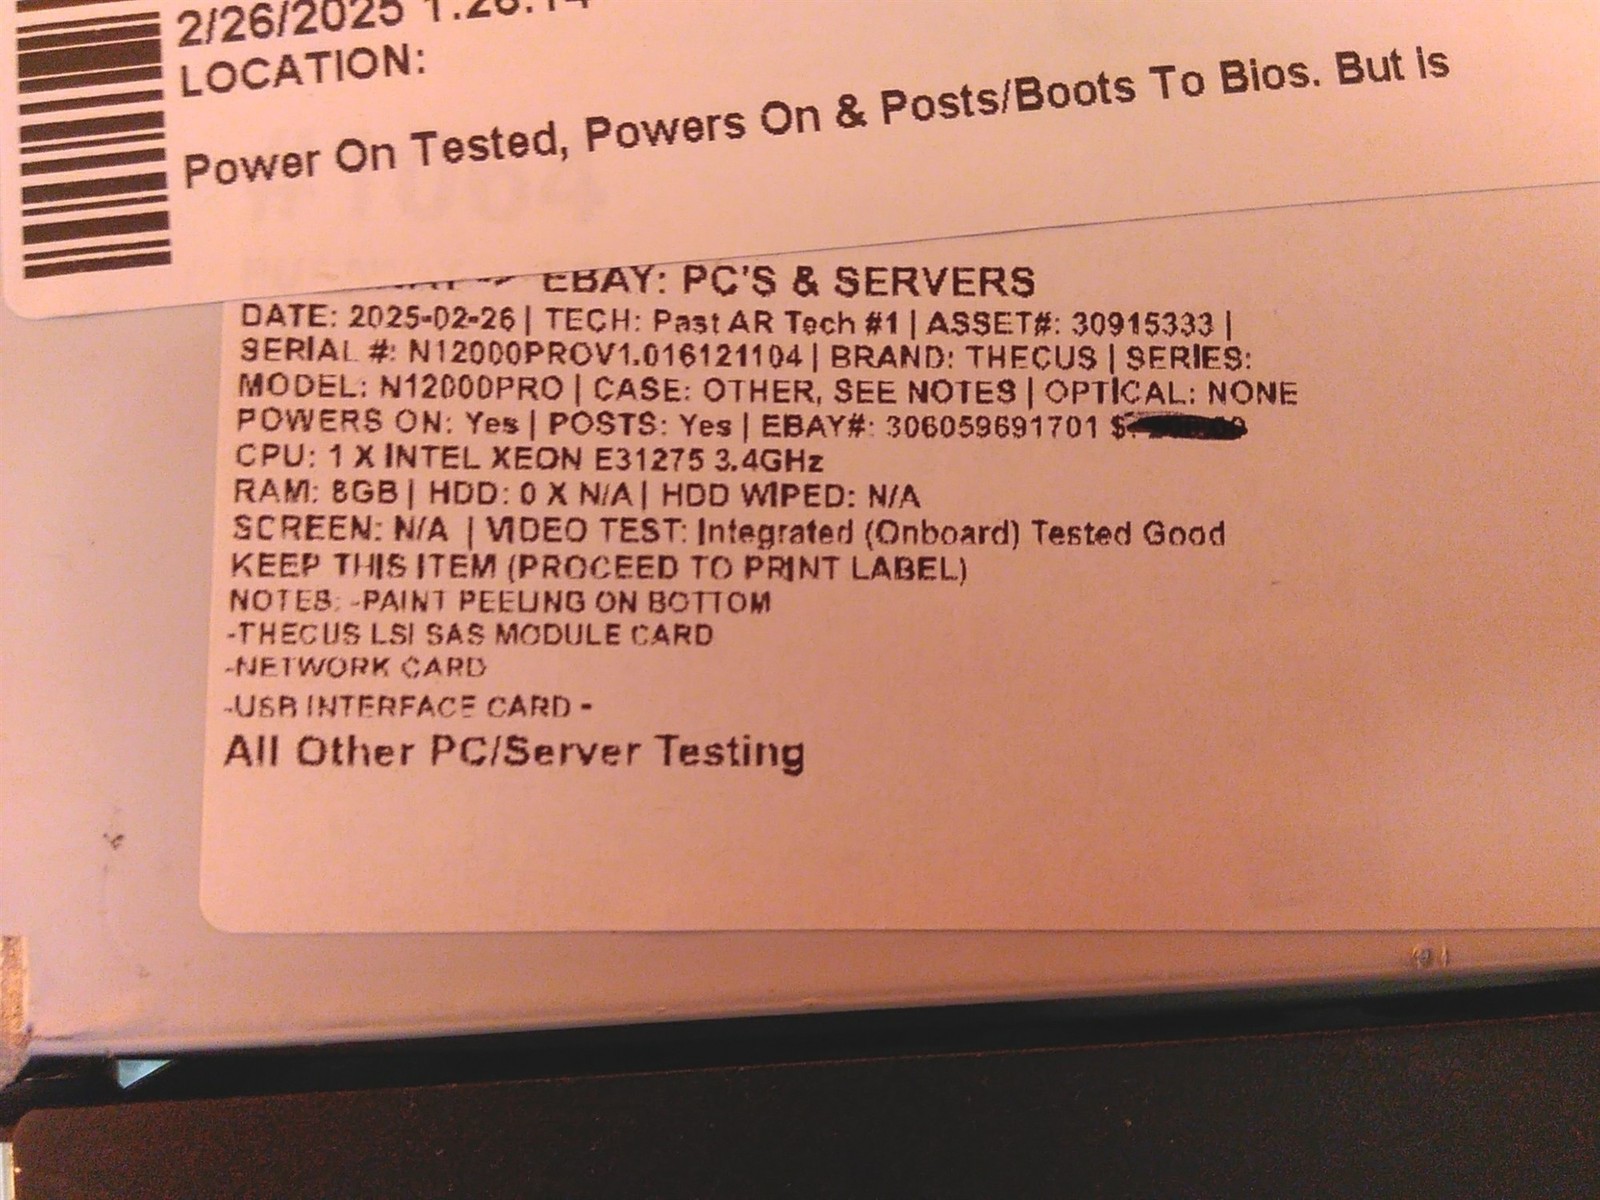 2/26/2025 1:26:14
LOCATION:
Power On Tested, Powers On & Posts/Boots To Bios. But is
EBAY: PC'S & SERVERS
DATE: 2025-02-26 | TECH: Past AR Tech #1 | ASSET#: 30915333 |
SERIAL #: N12000PROV1.016121104 | BRAND: THECUS | SERIES:
MODEL: N12000PRO | CASE: OTHER, SEE NOTES | OPTICAL: NONE
POWERS ON: Yes | POSTS: Yes | EBAY#: 306059691701 $
CPU: 1 X INTEL XEON E31275 3.4GHz
RAM: 8GB | HDD: 0 X N/A | HDD WIPED: N/A
SCREEN: N/A | VIDEO TEST: Integrated (Onboard) Tested Good
KEEP THIS ITEM (PROCEED TO PRINT LABEL)
NOTES: -PAINT PEELING ON BOTTOM
-THECUS LSI SAS MODULE CARD
-NETWORK CARD
-USB INTERFACE CARD -
All Other PC/Server Testing